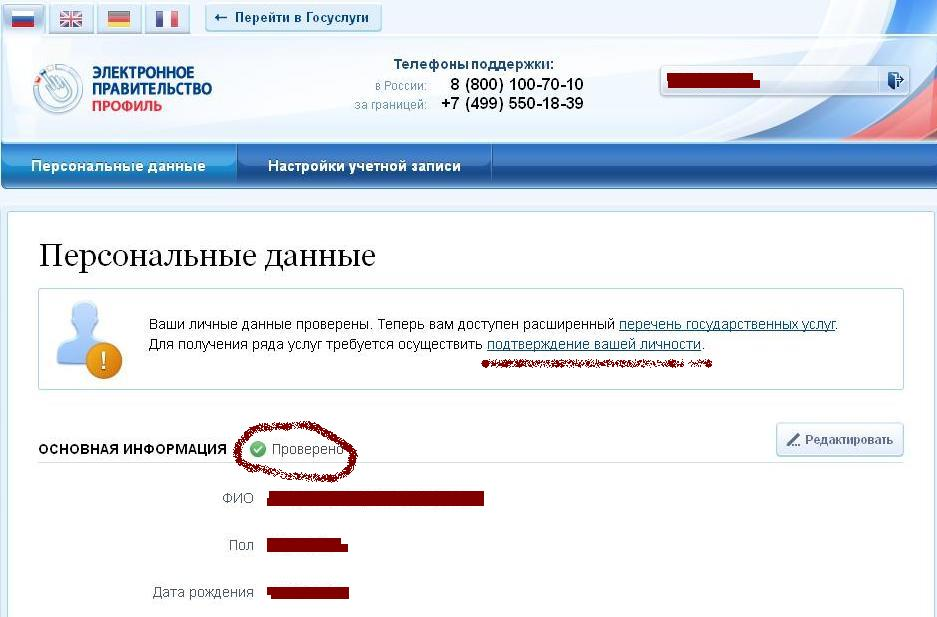 ← Перейти в Госуслуги
ЭЛЕКТРОННОЕ
ПРАВИТЕЛЬСТВО
ПРОФИЛЬ
Телефоны поддержки:
в России: 8 (800) 100-70-10
за границей: +7 (499) 550-18-39
Персональные данные Настройки учетной записи
Персональные данные
Ваши личные данные проверены. Теперь вам доступен расширенный перечень государственных услуг.
Для получения ряда услуг требуется осуществить подтверждение вашей личности.
ОСНОВНАЯ ИНФОРМАЦИЯ Проверено Редактировать
ФИО
Пол
Дата рождения